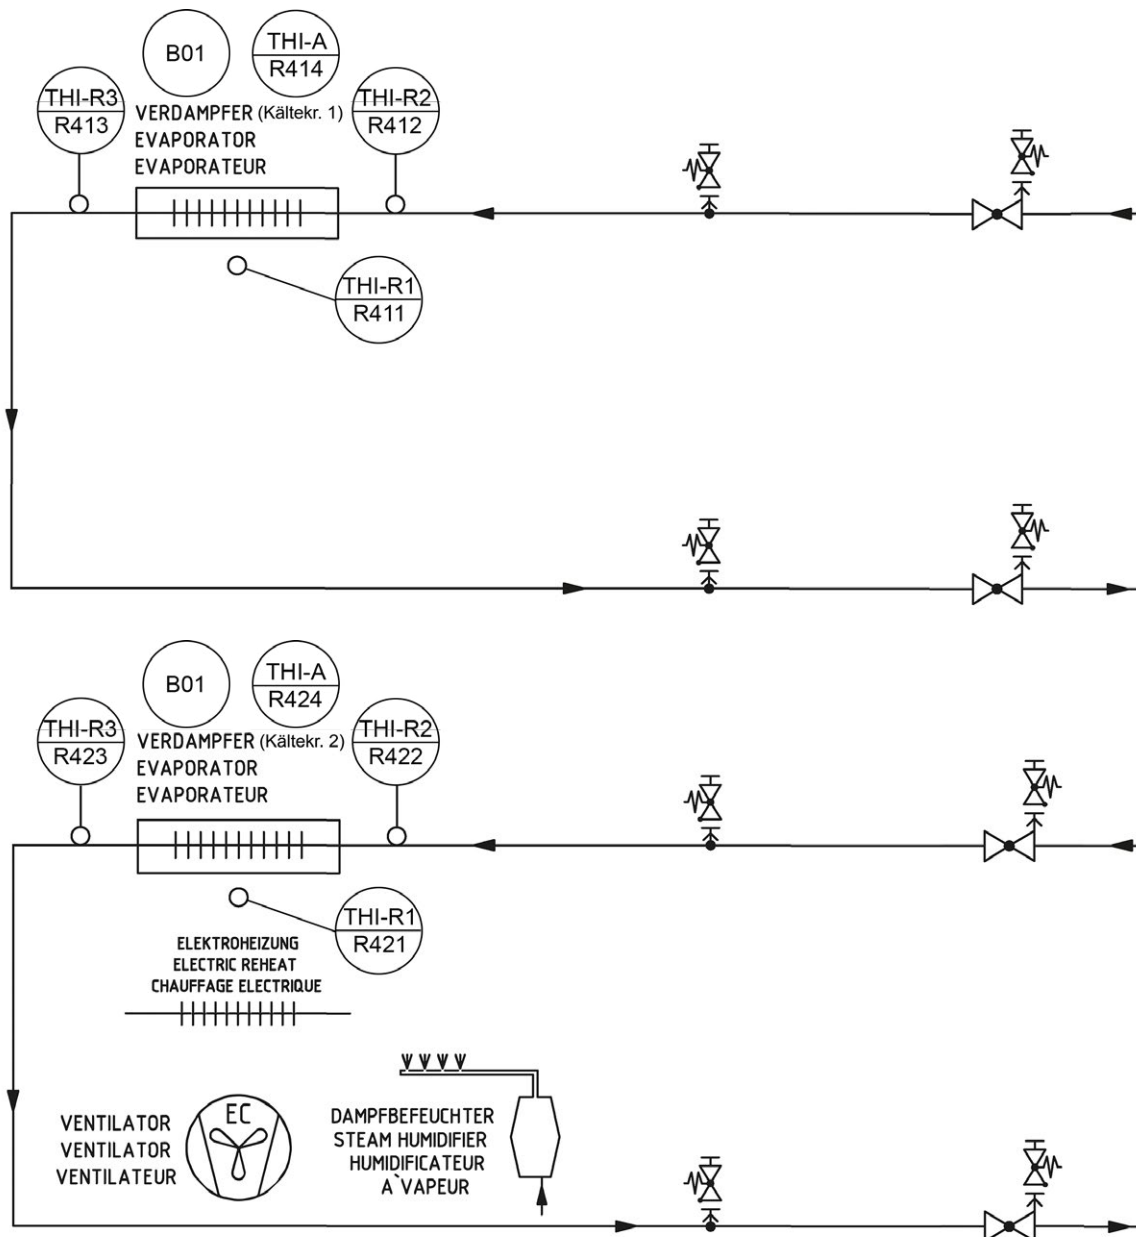 B01
THI-A
R414
THI-R3
R413
VERDAMPFER (Kältekr. 1)
EVAPORATOR
EVAPORATEUR
THI-R2
R412
THI-R1
R411
B01
THI-A
R424
THI-R3
R423
VERDAMPFER (Kältekr. 2)
EVAPORATOR
EVAPORATEUR
THI-R2
R422
THI-R1
R421
ELEKTROHEIZUNG
ELECTRIC REHEAT
CHAUFFAGE ELECTRIQUE
VENTILATOR
VENTILATOR
VENTILATEUR
EC
DAMPFBEFEUCHTER
STEAM HUMIDIFIER
HUMIDIFICATEUR
A`VAPEUR